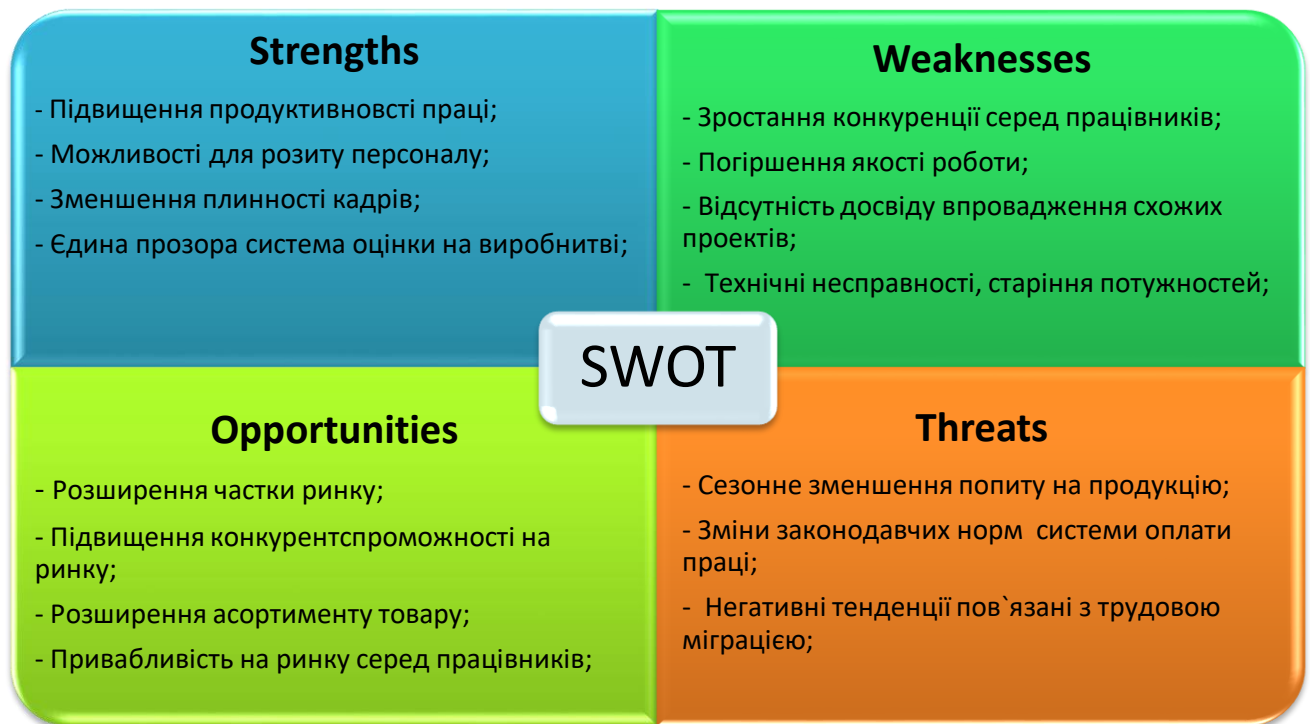 Strengths
- Підвищення продуктивновсті праці;
- Можливості для розиту персоналу;
- Зменшення плинності кадрів;
- Єдина прозора система оцінки на виробнитві;
Weaknesses
- Зростання конкуренції серед працівників;
- Погіршення якості роботи;
- Відсутність досвіду впровадження схожих
проектів;
- Технічні несправності, старіння потужностей;
SWOT
Opportunities
- Розширення частки ринку;
- Підвищення конкурентспроможності на
ринку;
- Розширення асортименту товару;
- Привабливість на ринку серед працівників;
Threats
- Сезонне зменшення попиту на продукцію;
- Зміни законодавчих норм системи оплати
праці;
- Негативні тенденції пов`язані з трудовою
міграцією;